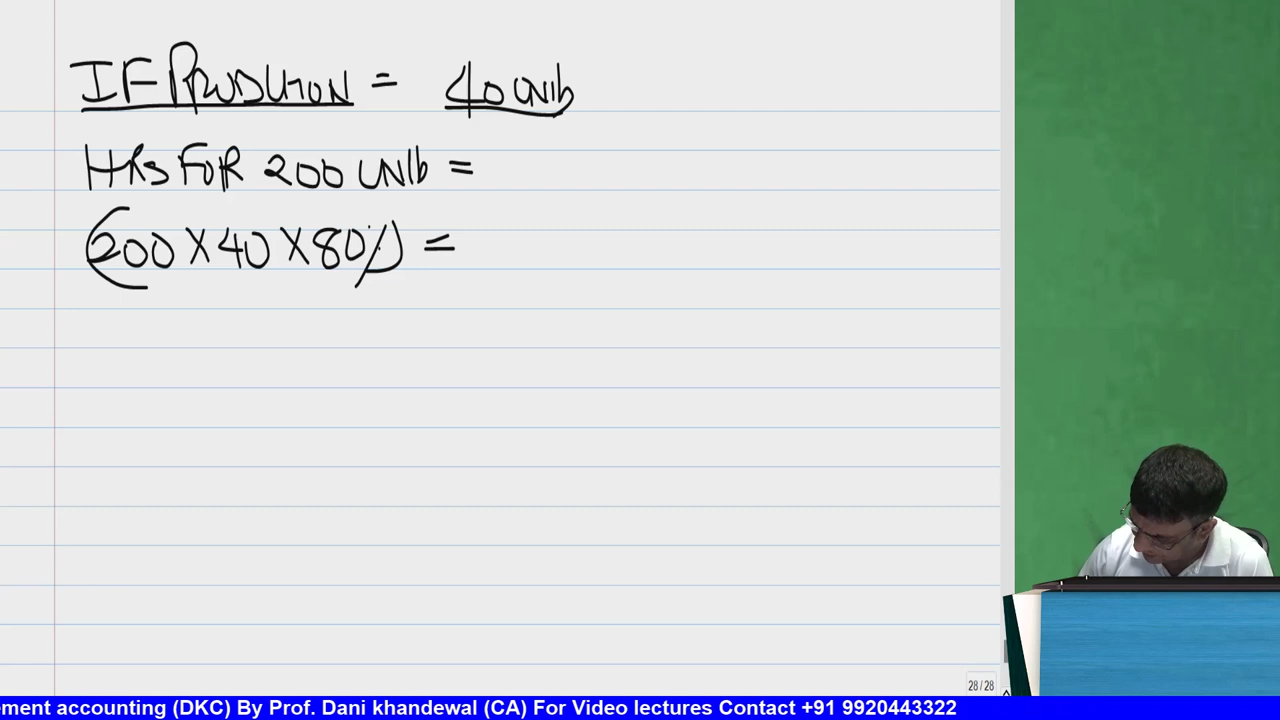 IF PRODUCTION = 40 UNITS
HRS FOR 200 UNITS =
(200 X 40 X 80%) =
28 / 28
ement accounting (DKC) By Prof. Dani khandewal (CA) For Video lectures Contact +91 9920443322